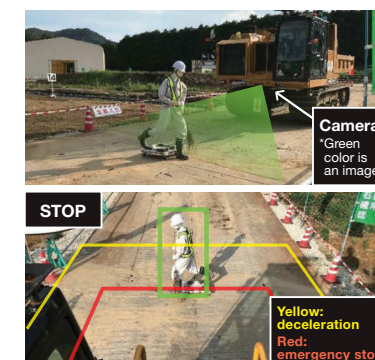 14
Camera
*Green
color is
an image
STOP
Yellow:
deceleration
Red:
emergency sto